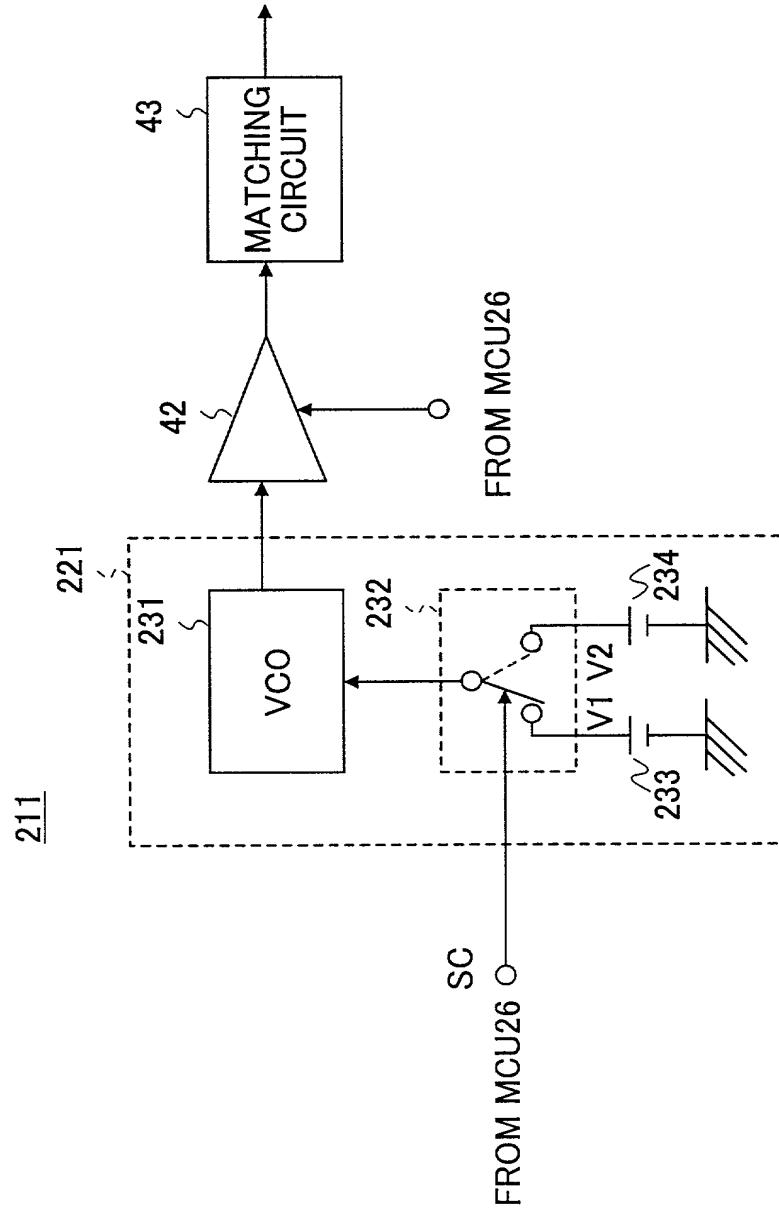 211
221
231
VCO
232
SC
FROM MCU26
V1 V2
233
234
42
FROM MCU26
43
MATCHING
CIRCUIT